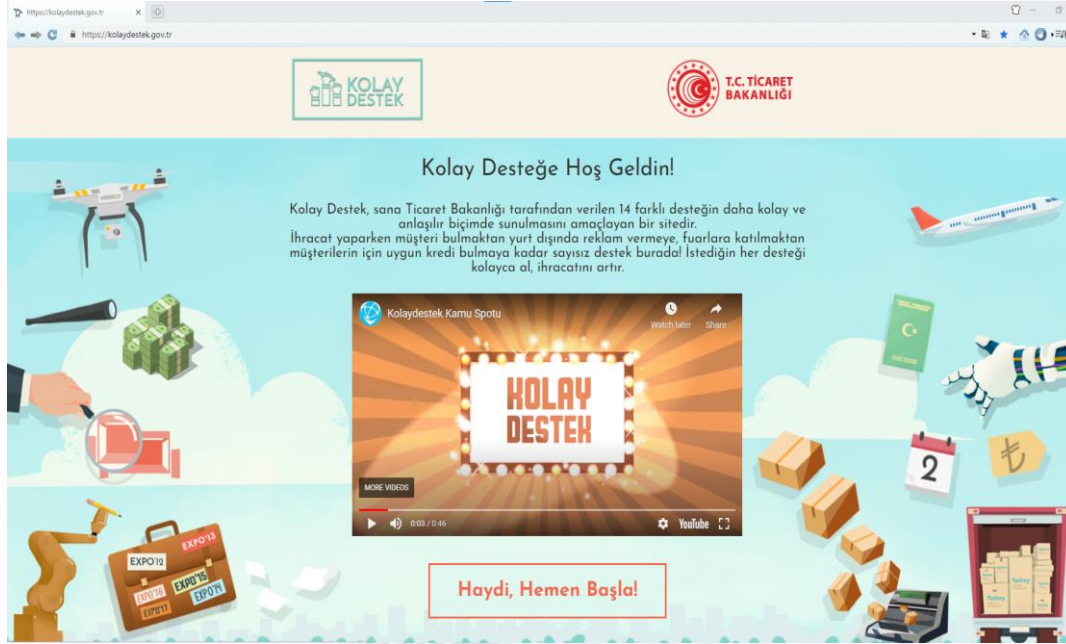 https://kolaydestek.gov.tr
https://kolaydestek.gov.tr
KOLAY
DESTEK
T.C. TİCARET
BAKANLIĞI
Kolay Desteğe Hoş Geldin!
Kolay Destek, sana Ticaret Bakanlığı tarafından verilen 14 farklı desteğin daha kolay ve
anlaşılır biçimde sunulmasını amaçlayan bir sitedir.
İhracat yaparken müşteri bulmaktan yurt dışında reklam vermeye, fuarlara katılmaktan
müşterilerin için uygun kredi bulmaya kadar sayısız destek burada! İstediğin her desteği
kolayca al, ihracatını artır.
Kolaydestek Kamu Spotu
Watch later
Share
KOLAY
DESTEK
MORE VIDEOS
0:03 / 0:46
YouTube
2
EXPO'12
EXPO'13
EXPO'16
EXPO'15
EXPO'14
EXPO'17
Turkey
Turkey
Haydi, Hemen Başla!